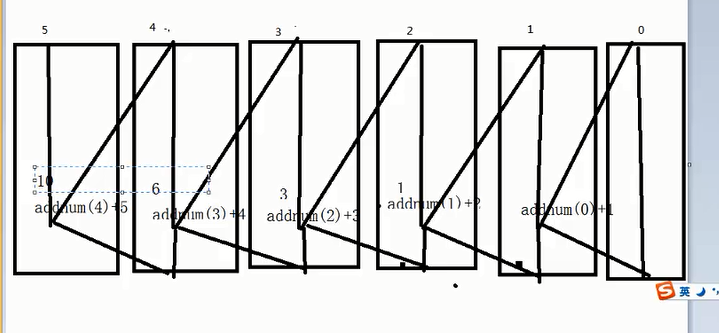 5 4 3 2 1 0
10 6 3 1
addnum(4)+5 addnum(3)+4 addnum(2)+3 addnum(1)+2 addnum(0)+1
S 英